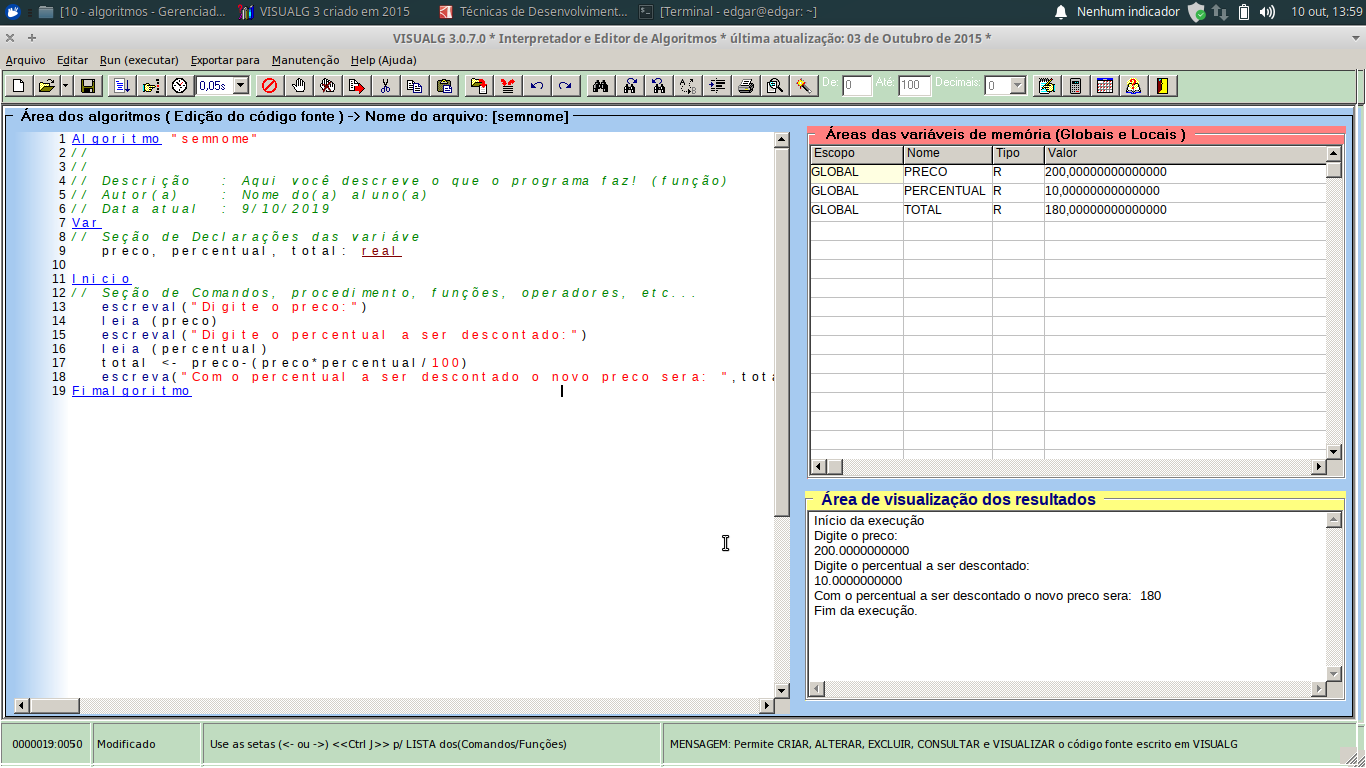 [10 - algoritmos - Gerenciad... VISUALG 3 criado em 2015 Técnicas de Desenvolviment... [Terminal - edgar@edgar: ~] Nenhum indicador 10 out, 13:59
VISUALG 3.0.7.0 * Interpretador e Editor de Algoritmos * última atualização: 03 de Outubro de 2015 *
Arquivo Editar Run (executar) Exportar para Manutenção Help (Ajuda)
0,05s De: 0 Até: 100 Decimais: 0
Área dos algoritmos ( Edição do código fonte ) -> Nome do arquivo: [semnome]
1 Algoritmo "semnome"
2 //
3 //
4 // Descrição : Aqui você descreve o que o programa faz! (função)
5 // Autor(a) : Nome do(a) aluno(a)
6 // Data atual : 9/10/2019
7 Var
8 // Seção de Declarações das variáve
9 preco, percentual, total: real
10
11 Inicio
12 // Seção de Comandos, procedimento, funções, operadores, etc...
13 escreval("Digite o preco:")
14 leia (preco)
15 escreval("Digite o percentual a ser descontado:")
16 leia (percentual)
17 total <- preco-(preco*percentual/100)
18 escreva("Com o percentual a ser descontado o novo preco sera: ",tota
19 Fimalgoritmo
Áreas das variáveis de memória (Globais e Locais )
Escopo Nome Tipo Valor
GLOBAL PRECO R 200,00000000000000
GLOBAL PERCENTUAL R 10,00000000000000
GLOBAL TOTAL R 180,00000000000000
Área de visualização dos resultados
Início da execução
Digite o preco:
200.0000000000
Digite o percentual a ser descontado:
10.0000000000
Com o percentual a ser descontado o novo preco sera: 180
Fim da execução.
0000019:0050 Modificado Use as setas (<- ou ->) <<Ctrl J>> p/ LISTA dos(Comandos/Funções) MENSAGEM: Permite CRIAR, ALTERAR, EXCLUIR, CONSULTAR e VISUALIZAR o código fonte escrito em VISUALG